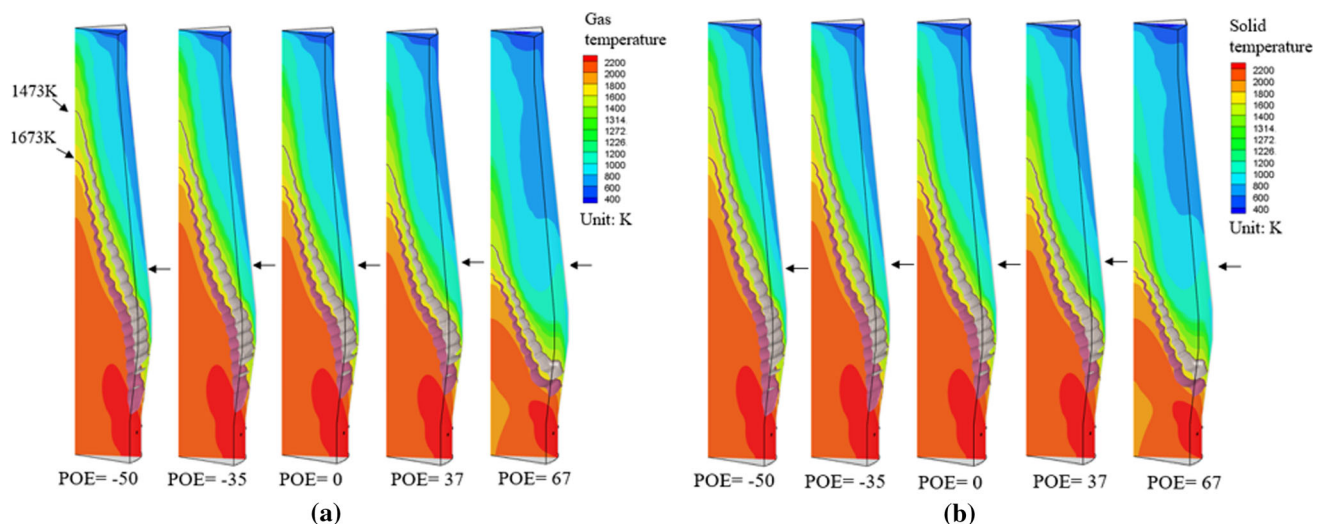 Gas
temperature
2200
2000
1800
1600
1400
1314
1272
1226
1200
1000
800
600
400
Unit: K
1473K
1673K
POE= -50
POE= -35
POE= 0
POE= 37
POE= 67
(a)
Solid
temperature
2200
2000
1800
1600
1400
1314
1272
1226
1200
1000
800
600
400
Unit: K
POE= -50
POE= -35
POE= 0
POE= 37
POE= 67
(b)